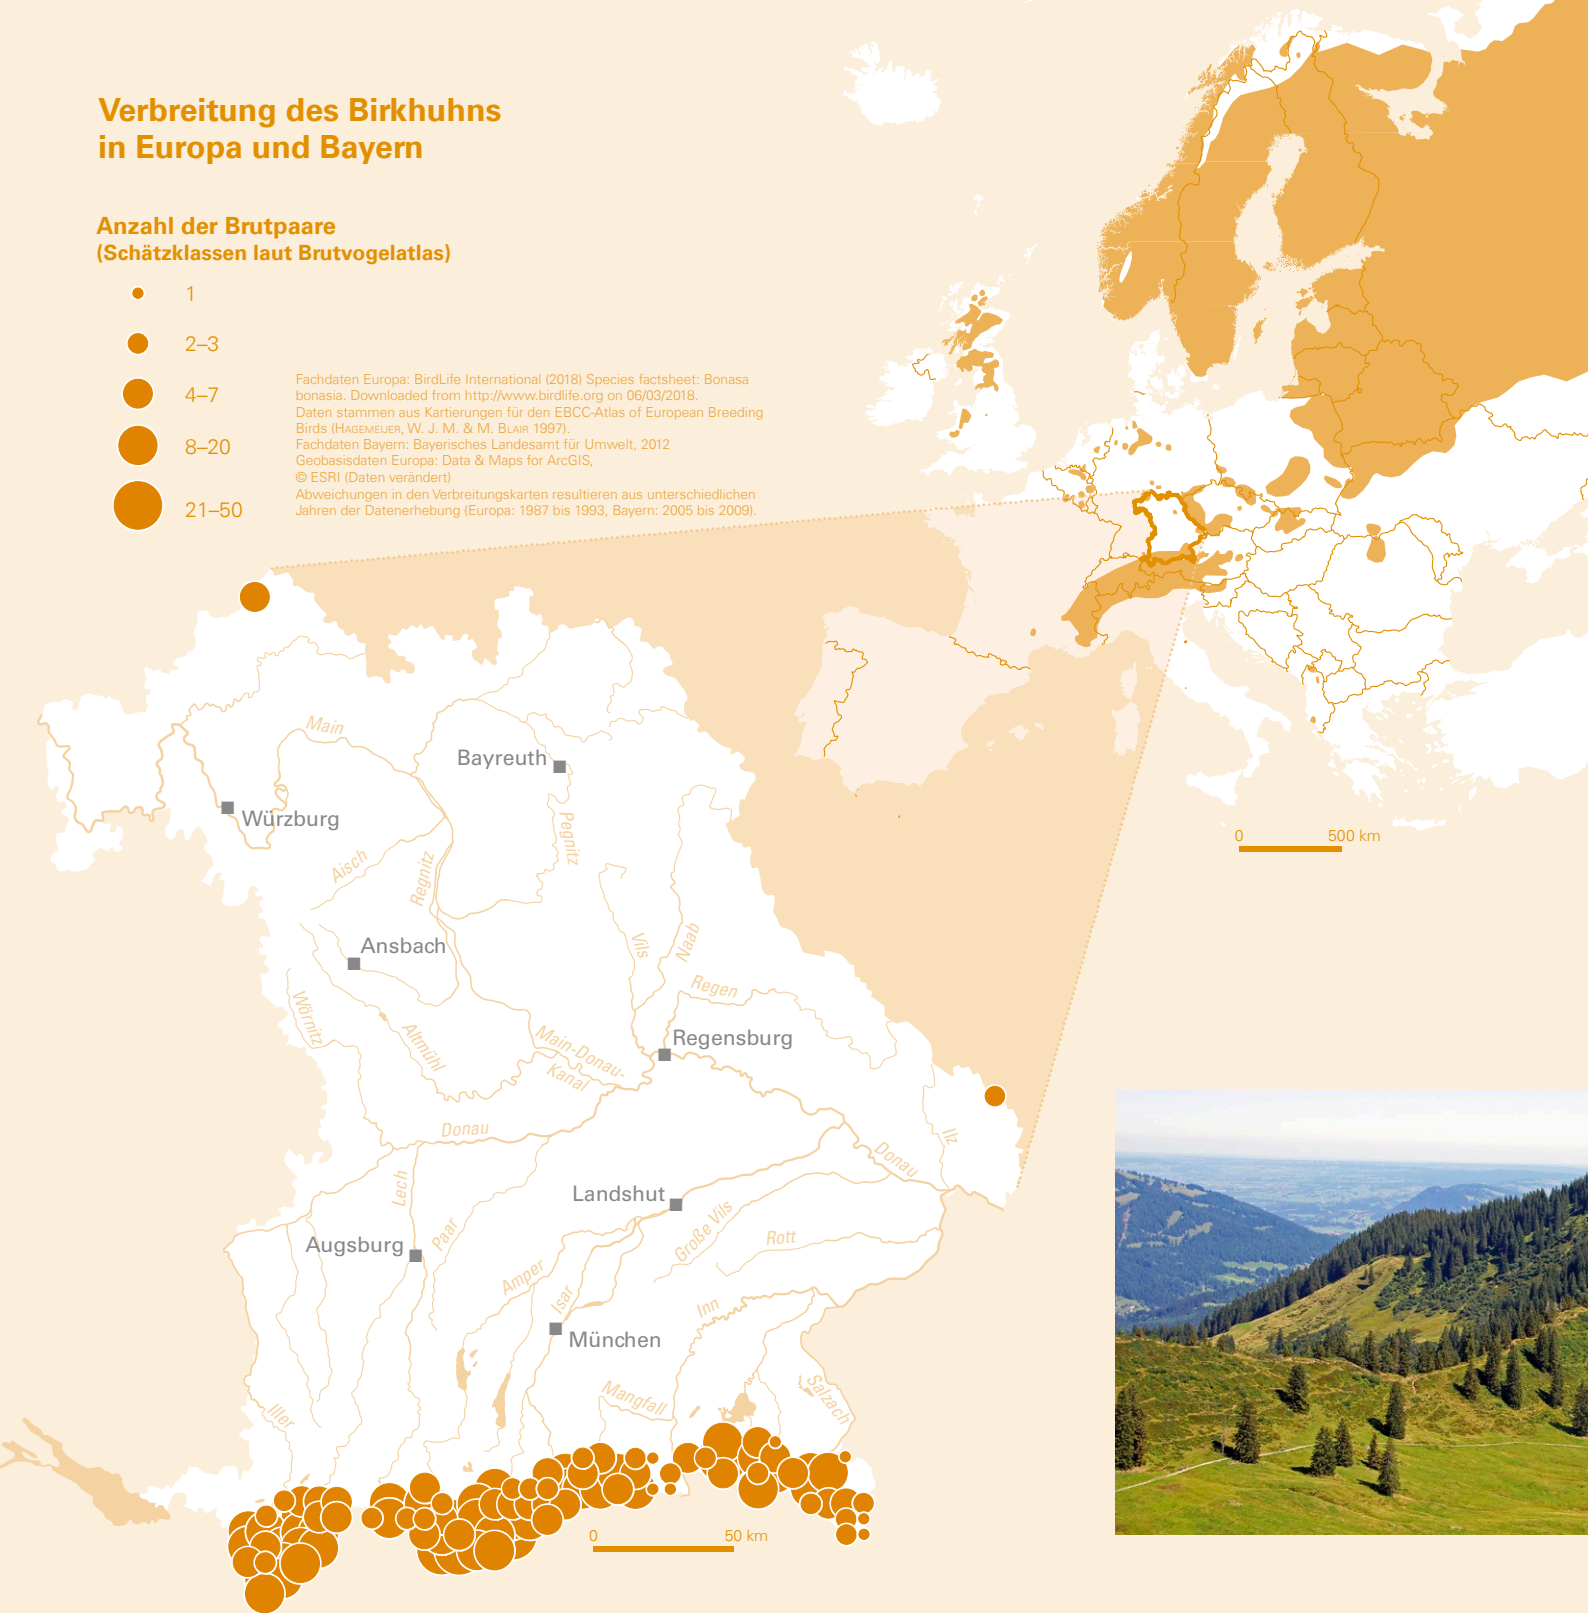 Verbreitung des Birkhuhns
in Europa und Bayern
Anzahl der Brutpaare
(Schätzklassen laut Brutvogelatlas)
1
2–3
4–7
8–20
21–50
Fachdaten Europa: BirdLife International (2018) Species factsheet: Bonasa
bonasia. Downloaded from http://www.birdlife.org on 06/03/2018.
Daten stammen aus Kartierungen für den EBCC-Atlas of European Breeding
Birds (Hagemeijer, W. J. M. & M. Blair 1997).
Fachdaten Bayern: Bayerisches Landesamt für Umwelt, 2012
Geobasisdaten Europa: Data & Maps for ArcGIS,
© ESRI (Daten verändert)
Abweichungen in den Verbreitungskarten resultieren aus unterschiedlichen
Jahren der Datenerhebung (Europa: 1987 bis 1993, Bayern: 2005 bis 2009).
0 500 km
Main
Bayreuth
Würzburg
Pegnitz
Aisch
Regnitz
Ansbach
Vils
Naab
Regen
Wörnitz
Altmühl
Main-Donau-
Kanal
Regensburg
Donau
Ilz
Donau
Lech
Landshut
Paar
Große Vils
Rott
Augsburg
Amper
Isar
Inn
München
Mangfall
Salzach
Iller
0 50 km